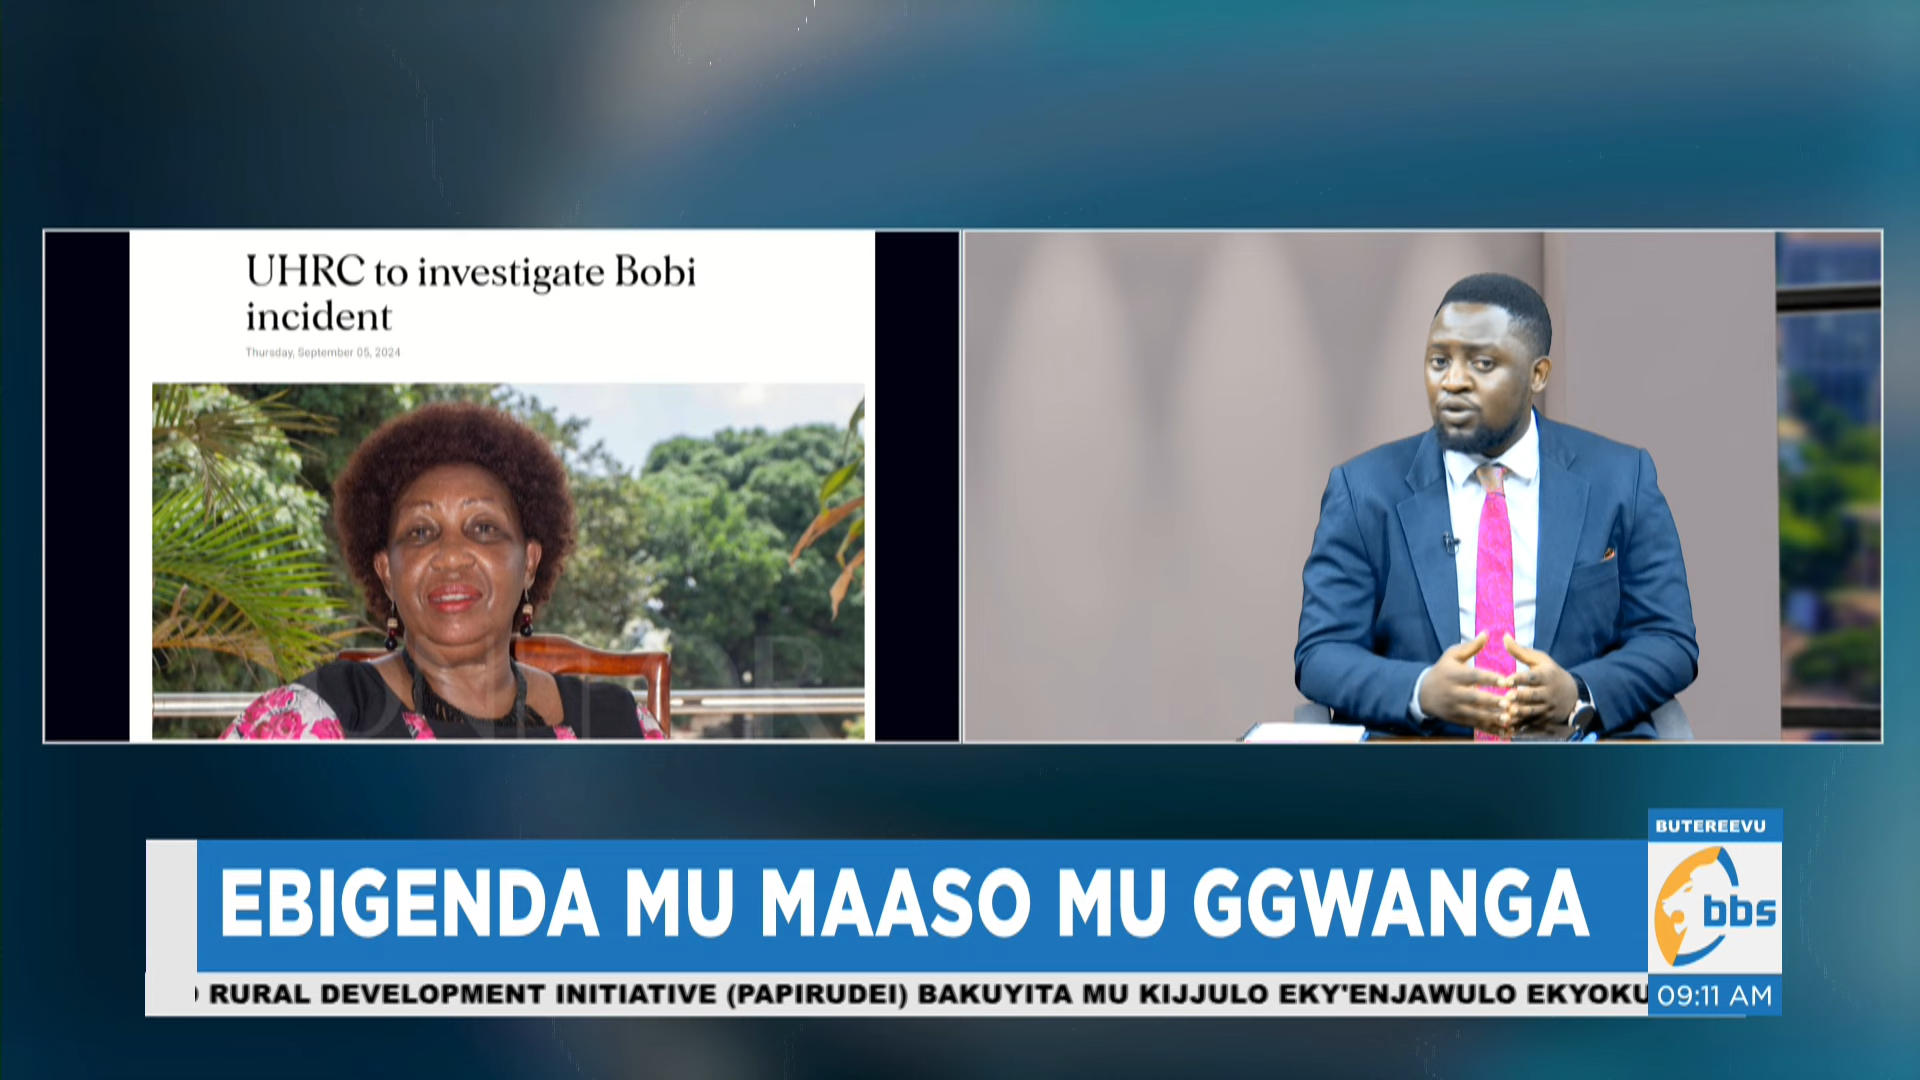 UHRC to investigate Bobi
incident
Thursday, September 05, 2024
BUTEREEVU
EBIGENDA MU MAASO MU GGWANGA
bbs
RURAL DEVELOPMENT INITIATIVE (PAPIRUDEI) BAKUYITA MU KIJJULO EKY'ENJAWULO EKYOKU
09:11 AM